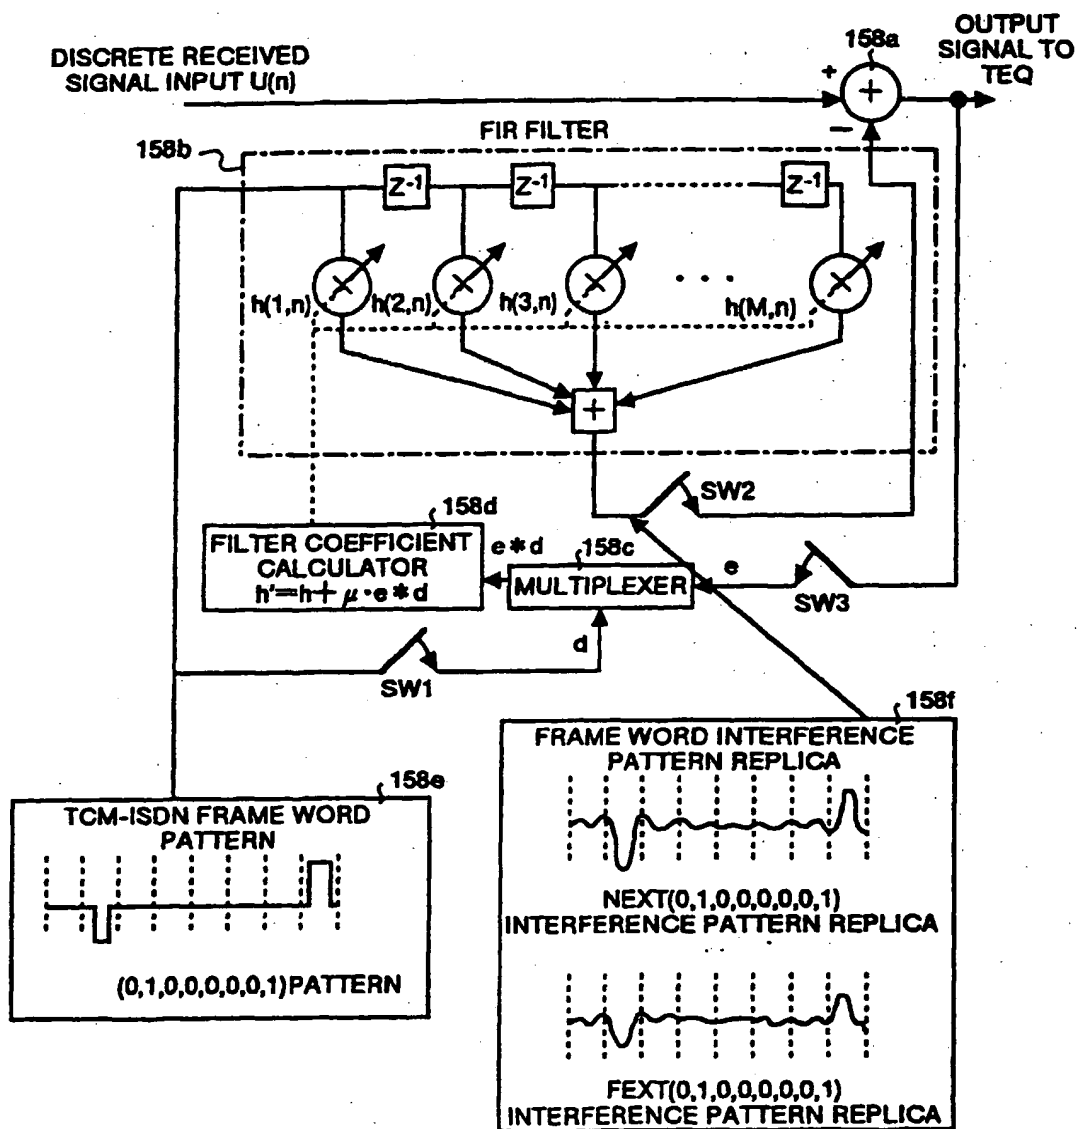 DISCRETE RECEIVED
SIGNAL INPUT U(n)
158a
OUTPUT
SIGNAL TO
TEQ
+
+
−
FIR FILTER
158b
Z⁻¹
Z⁻¹
Z⁻¹
×
×
×
×
h(1,n)
h(2,n)
h(3,n)
h(M,n)
+
SW2
158d
FILTER COEFFICIENT
CALCULATOR
h'=h+μ·e*d
e*d
158c
MULTIPLEXER
e
SW3
d
SW1
158e
TCM-ISDN FRAME WORD
PATTERN
(0,1,0,0,0,0,0,1)PATTERN
158f
FRAME WORD INTERFERENCE
PATTERN REPLICA
NEXT(0,1,0,0,0,0,0,1)
INTERFERENCE PATTERN REPLICA
FEXT(0,1,0,0,0,0,0,1)
INTERFERENCE PATTERN REPLICA